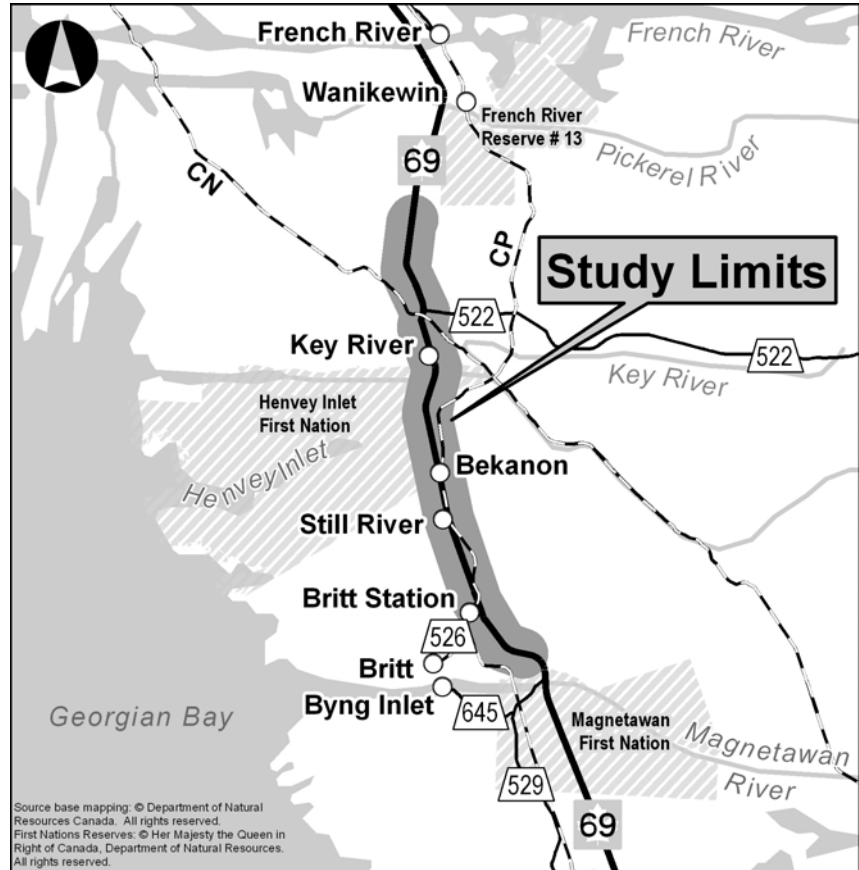 French River
French River
Wanikewin
French River
Reserve # 13
Pickerel River
69
CN
CP
Study Limits
522
522
Key River
Key River
Henvey Inlet
First Nation
Henvey Inlet
Bekanon
Still River
Britt Station
526
Britt
Byng Inlet
645
Georgian Bay
Magnetawan
First Nation
Magnetawan
River
529
69
Source base mapping: © Department of Natural
Resources Canada. All rights reserved.
First Nations Reserves: © Her Majesty the Queen in
Right of Canada, Department of Natural Resources.
All rights reserved.